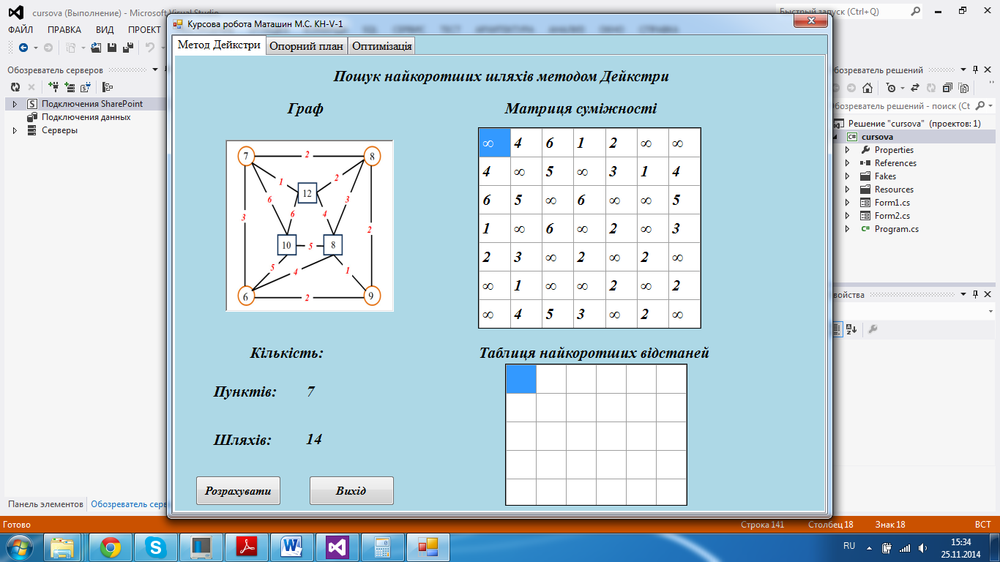 cursova (Выполнение) - Microsoft Visual Studio
Быстрый запуск (Ctrl+Q)
ФАЙЛ ПРАВКА ВИД ПРОЕКТ
Обозреватель серверов
Подключения SharePoint
Подключения данных
Серверы
Панель элементов Обозреватель серв
Курсова робота Маташин М.С. КН-V-1
Метод Дейкстри Опорний план Оптимізація
Пошук найкоротших шляхів методом Дейкстри
Граф
7 2 8
1 2
12
6 3
6 4
3 2
10 5 8
5 4 1
6 2 9
Матриця суміжності
∞ 4 6 1 2 ∞ ∞
4 ∞ 5 ∞ 3 1 4
6 5 ∞ 6 ∞ ∞ 5
1 ∞ 6 ∞ 2 ∞ 3
2 3 ∞ 2 ∞ 2 ∞
∞ 1 ∞ ∞ 2 ∞ 2
∞ 4 5 3 ∞ 2 ∞
Кількість:
Пунктів: 7
Шляхів: 14
Розрахувати Вихід
Таблиця найкоротших відстаней
бозреватель решений
Обозреватель решений - поиск (Ct
Решение "cursova" (проектов: 1)
C# cursova
Properties
References
Fakes
Resources
Form1.cs
Form2.cs
C# Program.cs
войства
Готово Строка 141 Столбец 18 Знак 18 ВСТ
RU 15:34
25.11.2014